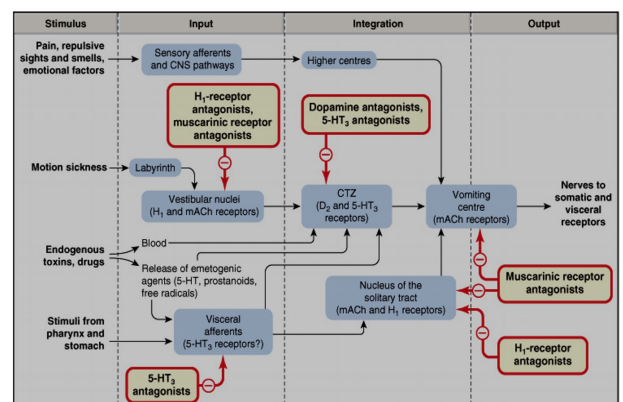 Stimulus
Input
Integration
Output
Pain, repulsive
sights and smells,
emotional factors
Sensory afferents
and CNS pathways
Higher centres
H1-receptor
antagonists,
muscarinic receptor
antagonists
Dopamine antagonists,
5-HT3 antagonists
Motion sickness
Labyrinth
Vestibular nuclei
(H1 and mACh receptors)
CTZ
(D2 and 5-HT3
receptors)
Vomiting
centre
(mACh receptors)
Nerves to
somatic and
visceral
receptors
Endogenous
toxins, drugs
Blood
Release of emetogenic
agents (5-HT, prostanoids,
free radicals)
Nucleus of the
solitary tract
(mACh and H1 receptors)
Muscarinic receptor
antagonists
Stimuli from
pharynx and
stomach
Visceral
afferents
(5-HT3 receptors?)
H1-receptor
antagonists
5-HT3
antagonists